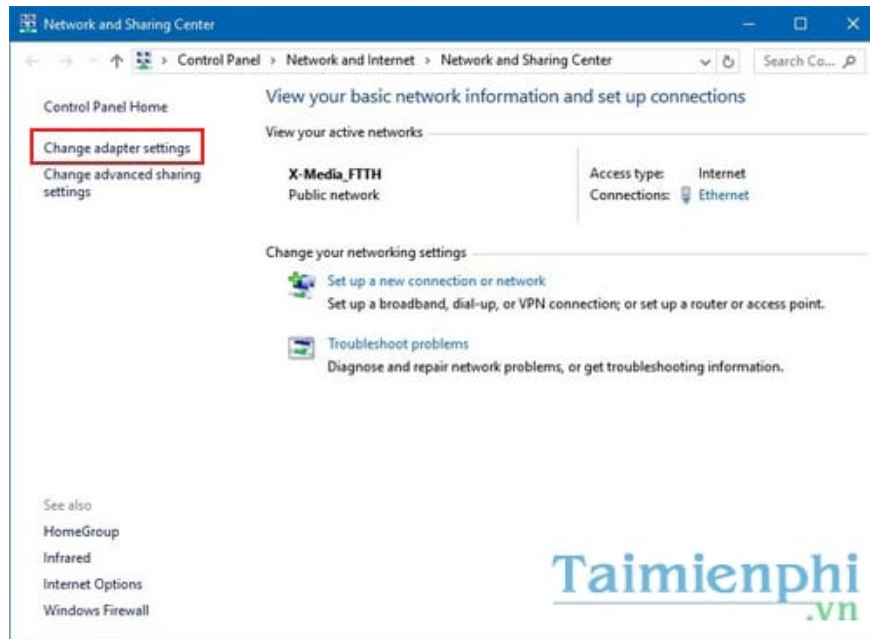 Network and Sharing Center
Control Panel > Network and Internet > Network and Sharing Center
Search Co...
Control Panel Home
Change adapter settings
Change advanced sharing
settings
View your basic network information and set up connections
View your active networks
X-Media_FTTH
Public network
Access type: Internet
Connections: Ethernet
Change your networking settings
Set up a new connection or network
Set up a broadband, dial-up, or VPN connection; or set up a router or access point.
Troubleshoot problems
Diagnose and repair network problems, or get troubleshooting information.
See also
HomeGroup
Infrared
Internet Options
Windows Firewall
Taimienphi
.vn